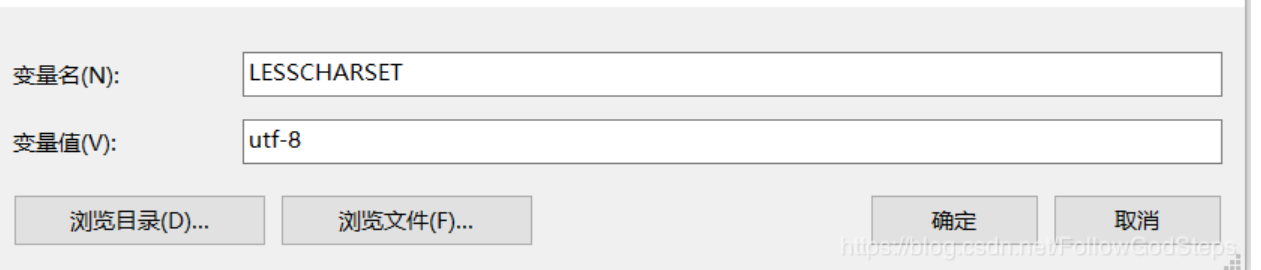 变量名(N): LESSCHARSET
变量值(V): utf-8
浏览目录(D)... 浏览文件(F)... 确定 取消
https://blog.csdn.net/FollowGodSteps